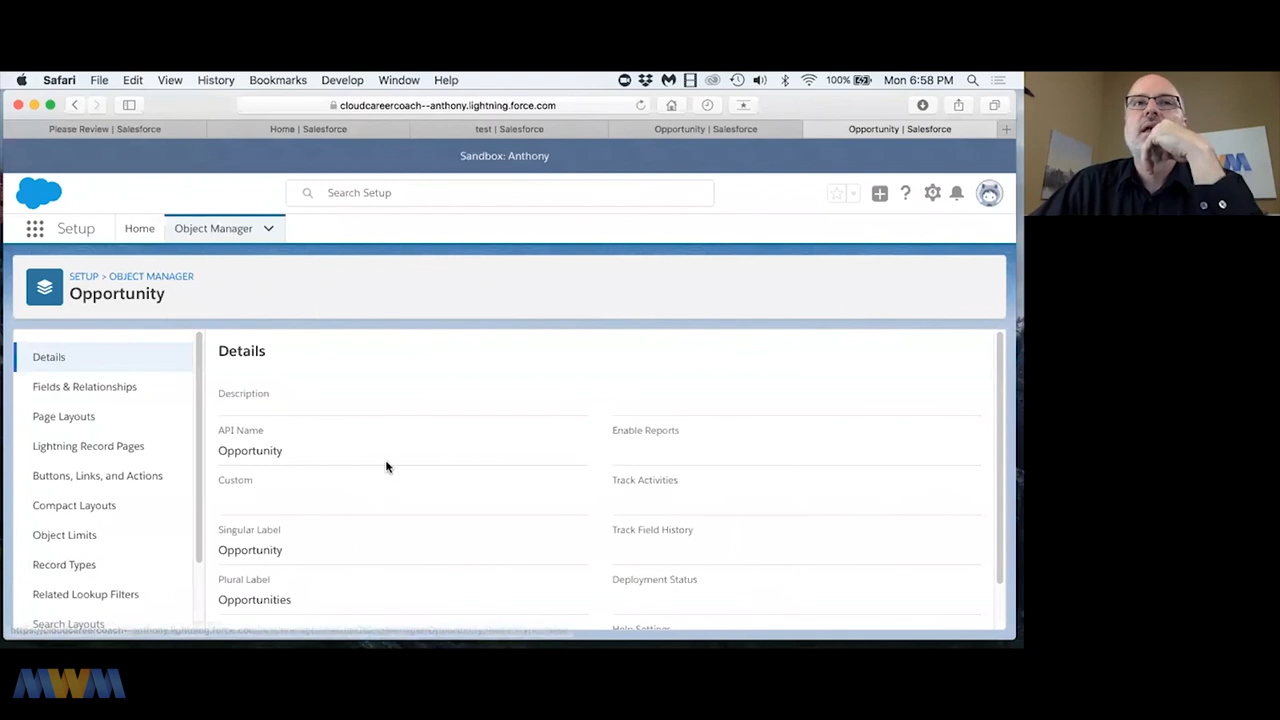 Safari File Edit View History Bookmarks Develop Window Help 100% Mon 6:58 PM
cloudcareercoach--anthony.lightning.force.com
Please Review | Salesforce Home | Salesforce test | Salesforce Opportunity | Salesforce Opportunity | Salesforce
Sandbox: Anthony
Search Setup
Setup Home Object Manager
SETUP > OBJECT MANAGER
Opportunity
Details
Fields & Relationships
Page Layouts
Lightning Record Pages
Buttons, Links, and Actions
Compact Layouts
Object Limits
Record Types
Related Lookup Filters
Search Layouts
Details
Description
API Name
Opportunity
Custom
Singular Label
Opportunity
Plural Label
Opportunities
Enable Reports
Track Activities
Track Field History
Deployment Status
Help Settings
MWM